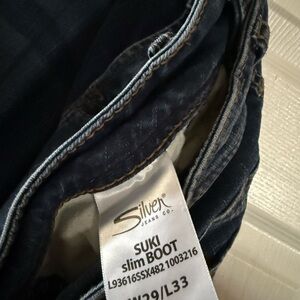 Silver
JEANS CO.
SUKI
slim BOOT
L93616SSX482 1003216
W29/L33